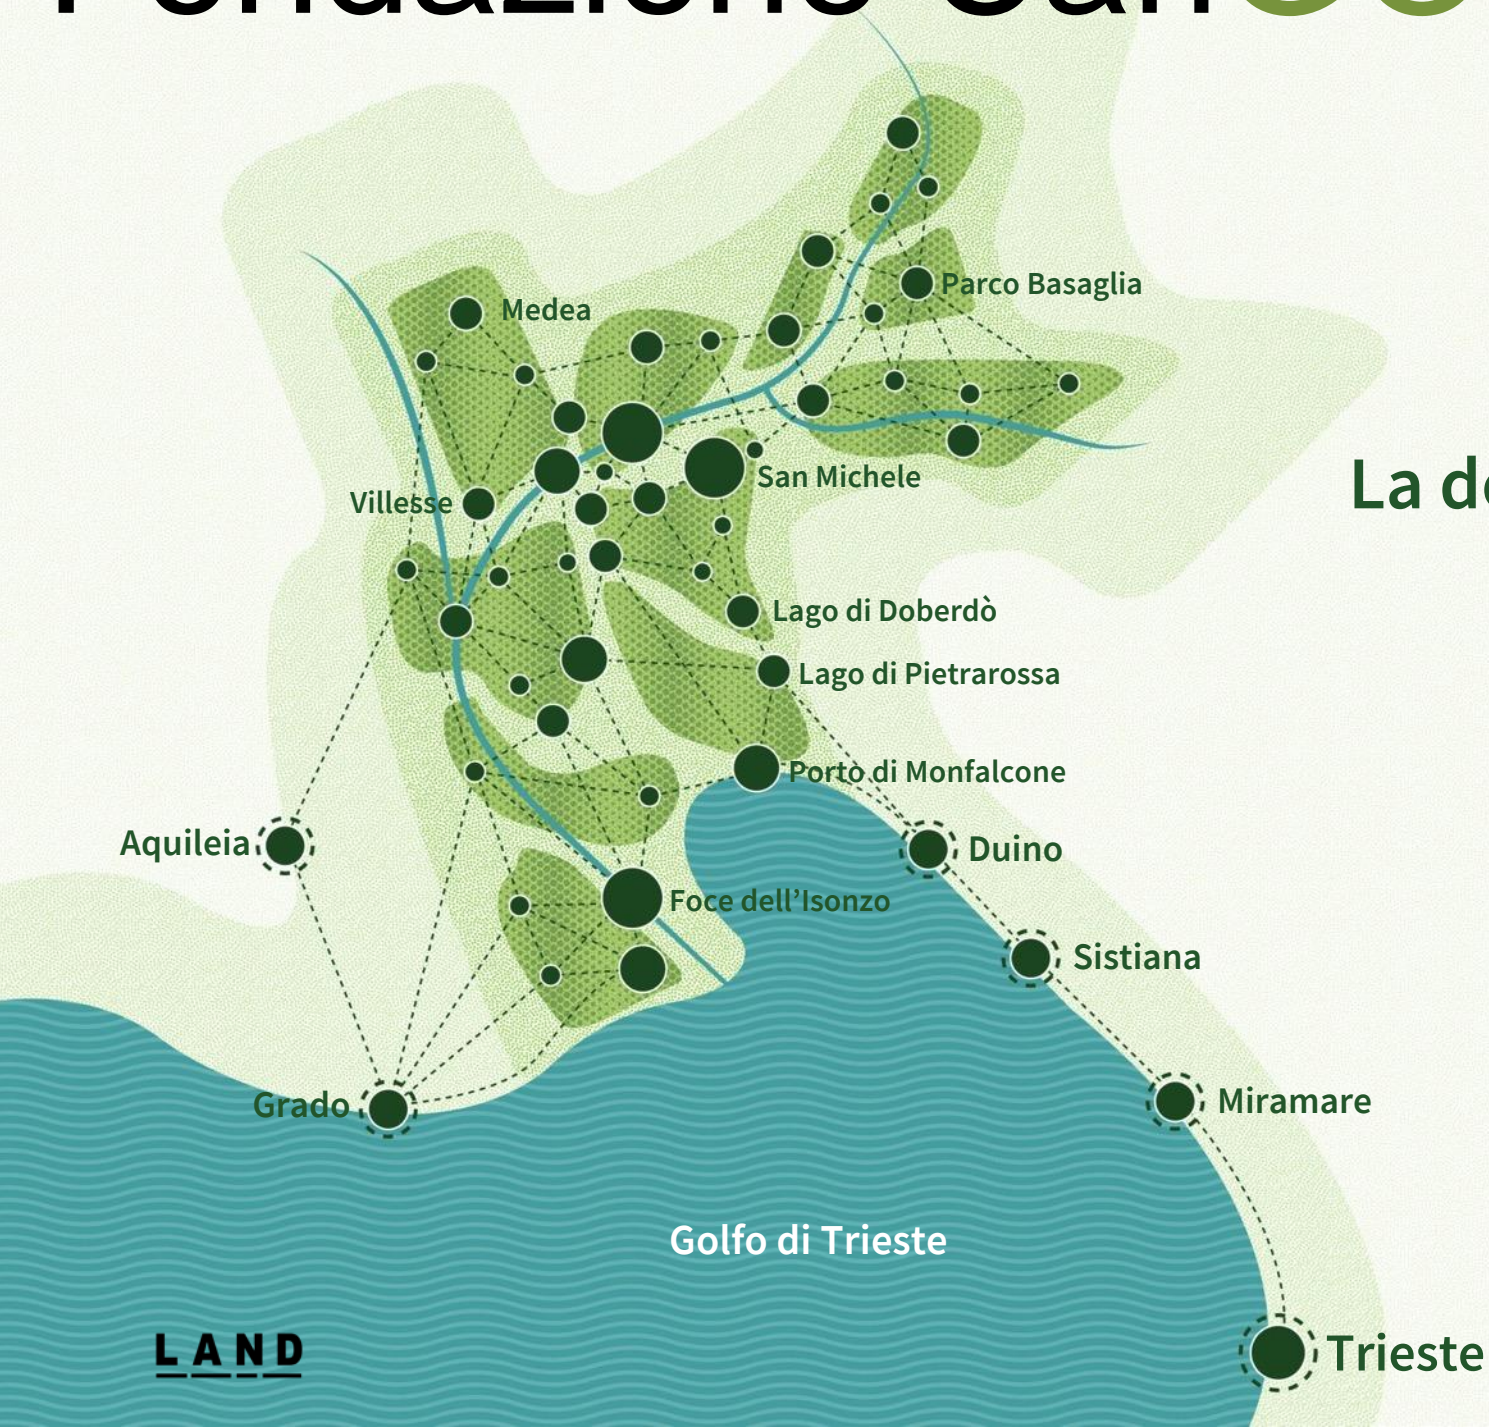 Parco Basaglia
Medea
San Michele
Villesse
La
Lago di Doberdò
Lago di Pietrarossa
Porto di Monfalcone
Aquileia
Duino
Foce dell’Isonzo
Sistiana
Grado
Miramare
Golfo di Trieste
LAND
Trieste